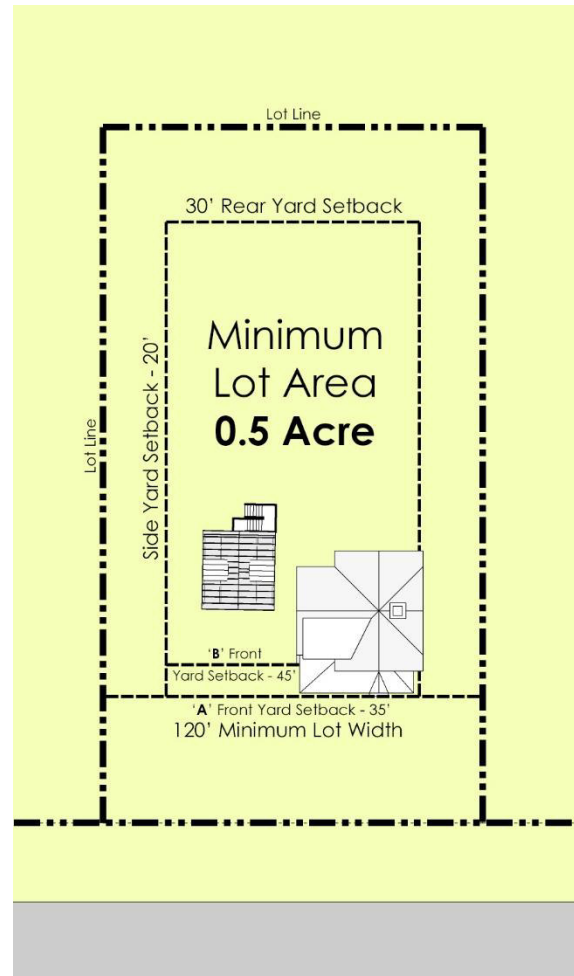 Lot Line
30' Rear Yard Setback
Minimum
Lot Area
0.5 Acre
Side Yard Setback - 20'
Lot Line
'B' Front
Yard Setback - 45'
'A' Front Yard Setback - 35'
120' Minimum Lot Width